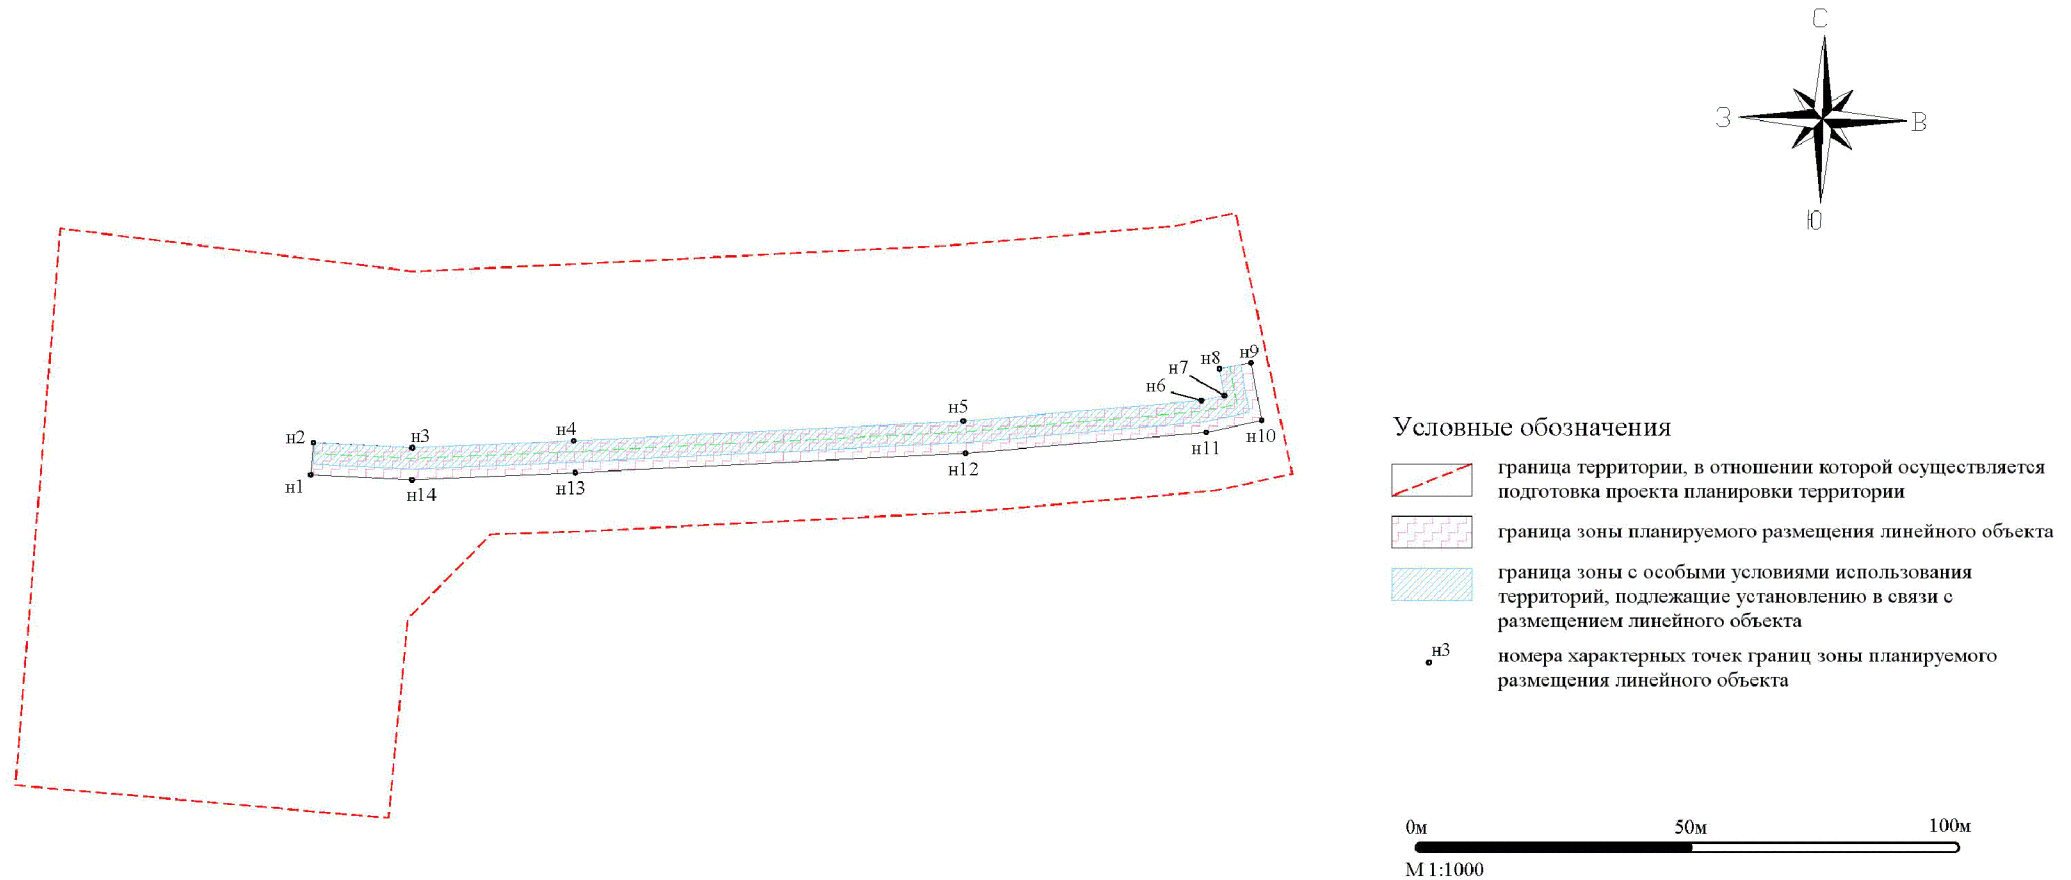 С
З
В
Ю
н8
н9
н7
н6
н5
н4
н3
н2
н1
н14
н13
н12
н11
н10
Условные обозначения
граница территории, в отношении которой осуществляется
подготовка проекта планировки территории
граница зоны планируемого размещения линейного объекта
граница зоны с особыми условиями использования
территорий, подлежащие установлению в связи с
размещением линейного объекта
н3
номера характерных точек границ зоны планируемого
размещения линейного объекта
0м
50м
100м
М 1:1000